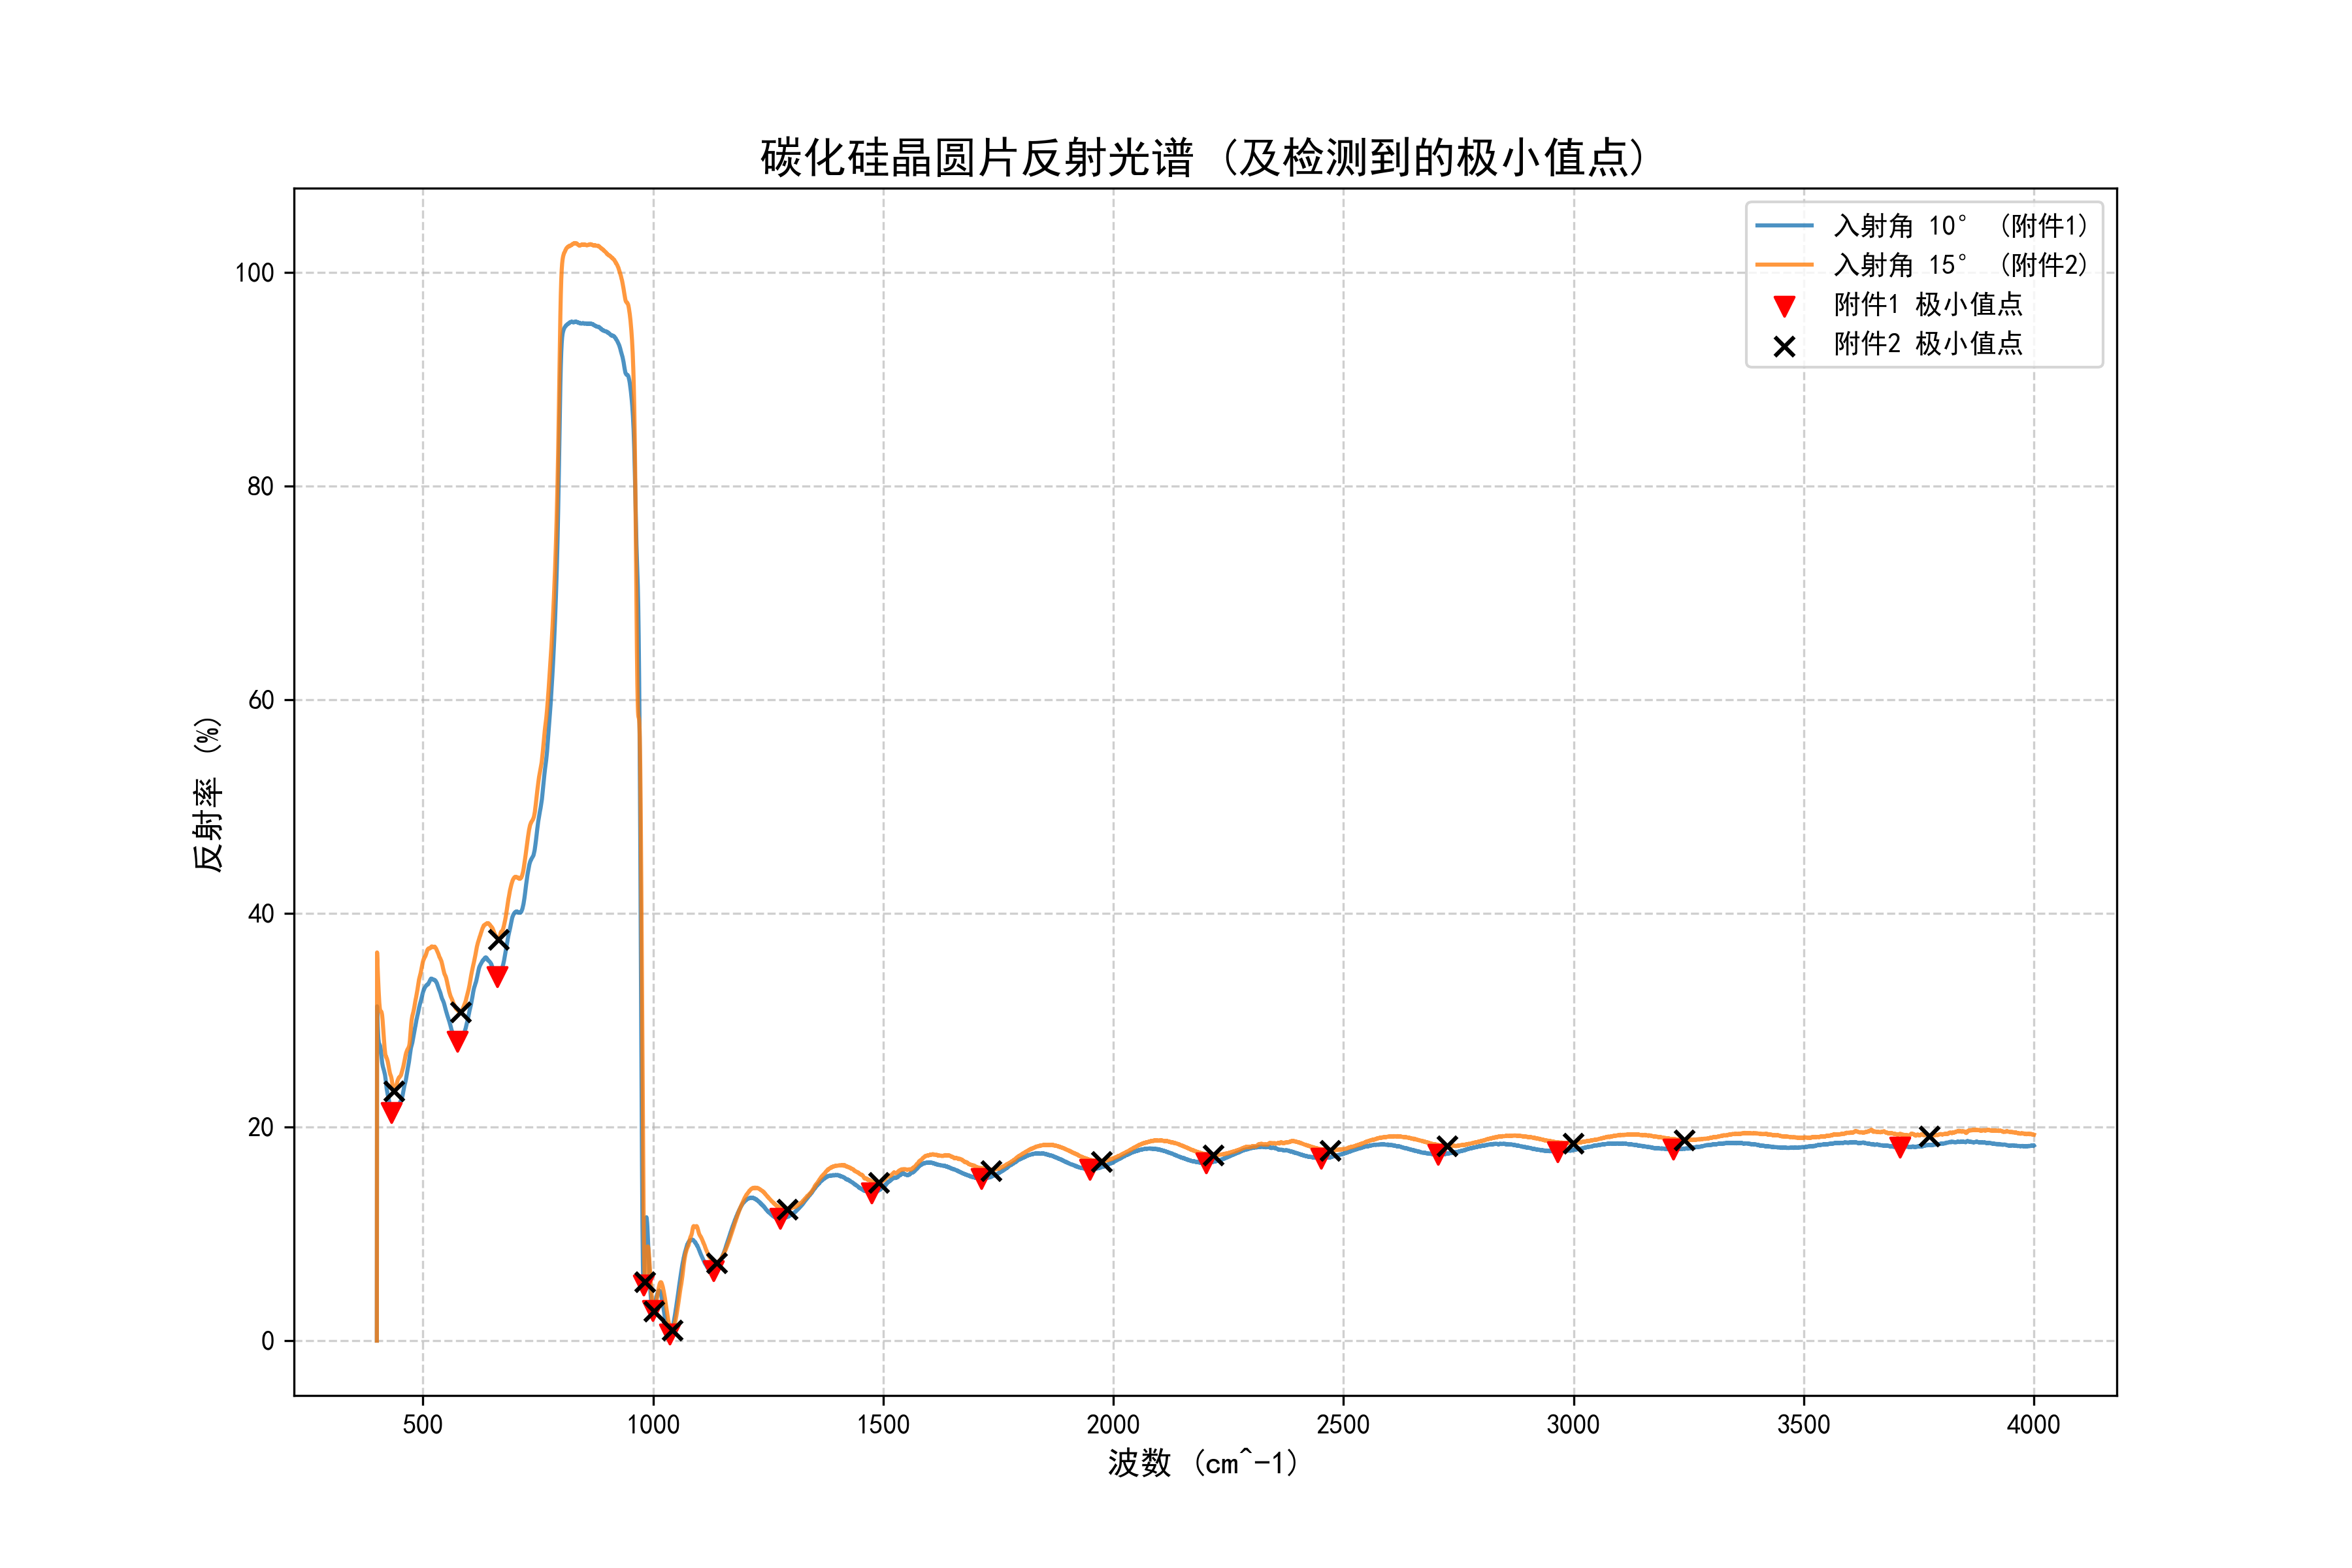 碳化硅晶圆片反射光谱 (及检测到的极小值点)
入射角 10° (附件1)
入射角 15° (附件2)
附件1 极小值点
附件2 极小值点
100
80
60
40
20
0
反射率 (%)
500 1000 1500 2000 2500 3000 3500 4000
波数 (cm^-1)